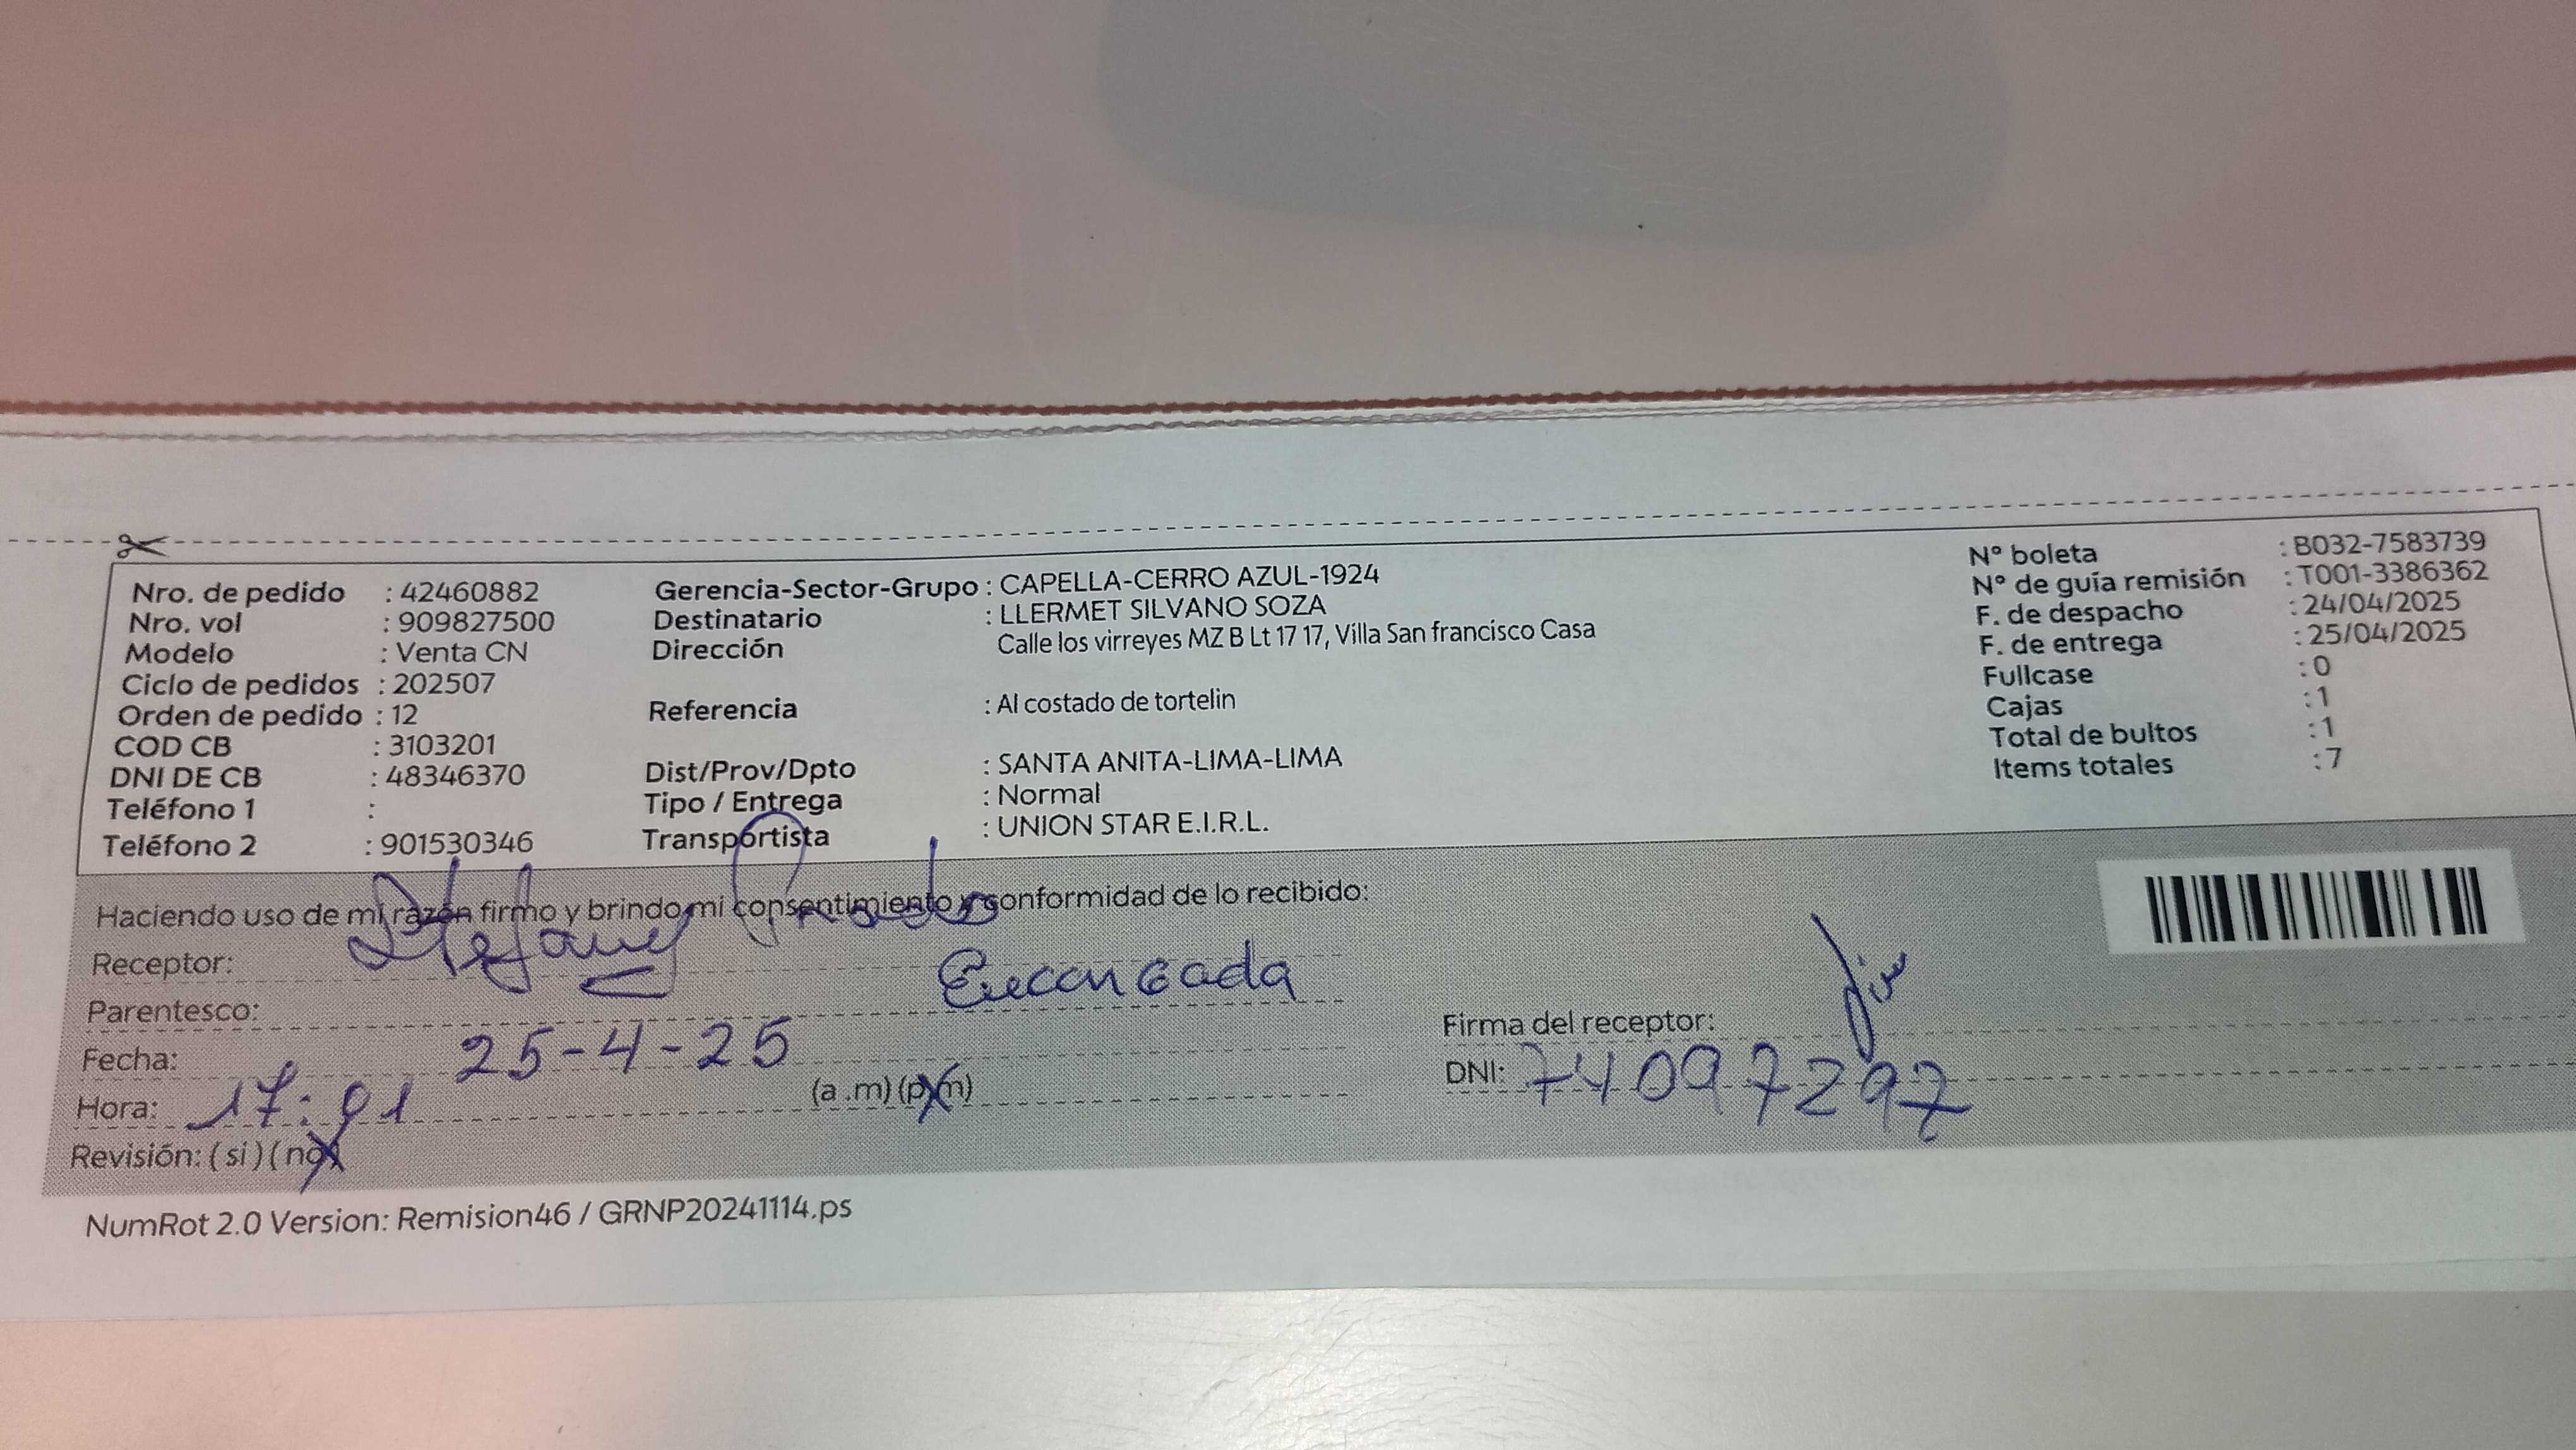 Nro. de pedido : 42460882
Nro. vol : 909827500
Modelo : Venta CN
Ciclo de pedidos : 202507
Orden de pedido : 12
COD CB : 3103201
DNI DE CB : 48346370
Teléfono 1 :
Teléfono 2 : 901530346
Gerencia-Sector-Grupo : CAPELLA-CERRO AZUL-1924
Destinatario : LLERMET SILVANO SOZA
Dirección Calle los virreyes MZ B Lt 17 17, Villa San francisco Casa
Referencia : Al costado de tortelin
Dist/Prov/Dpto : SANTA ANITA-LIMA-LIMA
Tipo / Entrega : Normal
Transportista : UNION STAR E.I.R.L.
N° boleta : B032-7583739
N° de guía remisión : T001-3386362
F. de despacho : 24/04/2025
F. de entrega : 25/04/2025
Fullcase : 0
Cajas : 1
Total de bultos : 1
Items totales : 7
Haciendo uso de mi razón firmo y brindo mi consentimiento y conformidad de lo recibido:
Receptor: Stefany
Parentesco: Encargada
Fecha: 25-4-25
Hora: 17:01 (a.m) (p.m)
Revisión: (si) (no)
Firma del receptor:
DNI: 74097297
NumRot 2.0 Version: Remision46 / GRNP20241114.ps